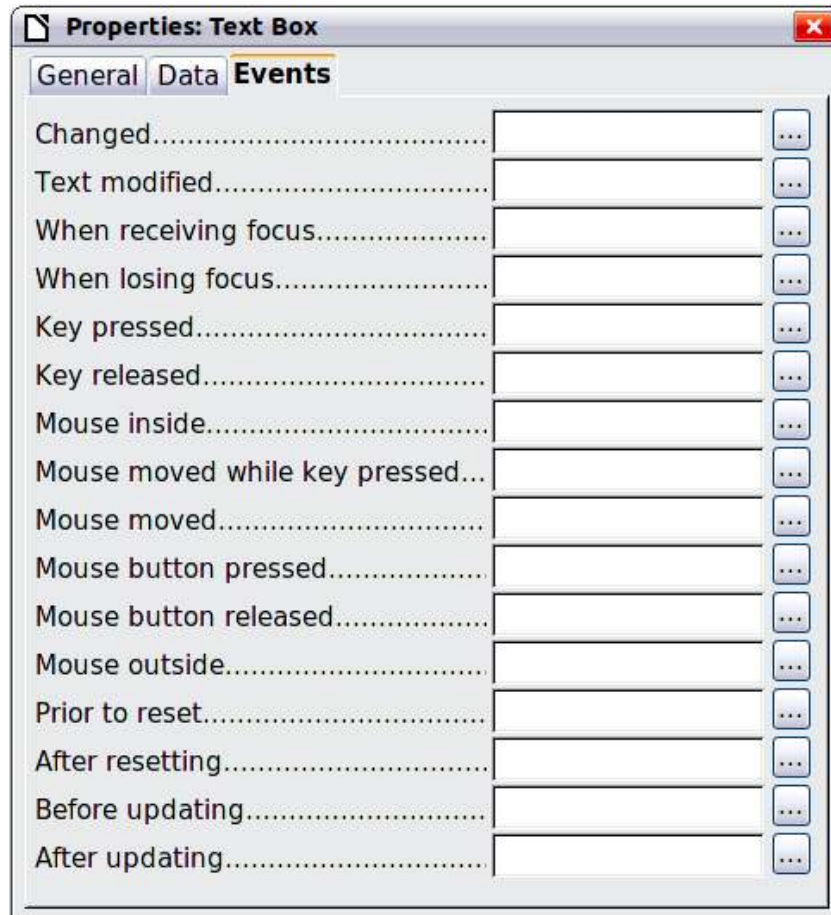 Properties: Text Box
General Data Events
Changed........................................ ...
Text modified................................. ...
When receiving focus..................... ...
When losing focus.......................... ...
Key pressed................................... ...
Key released.................................. ...
Mouse inside.................................. ...
Mouse moved while key pressed... ...
Mouse moved................................ ...
Mouse button pressed................... ...
Mouse button released.................. ...
Mouse outside............................... ...
Prior to reset.................................. ...
After resetting................................ ...
Before updating............................. ...
After updating............................... ...